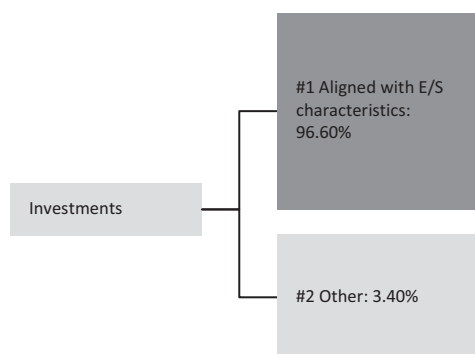 #1 Aligned with E/S
characteristics:
96.60%
Investments
#2 Other: 3.40%